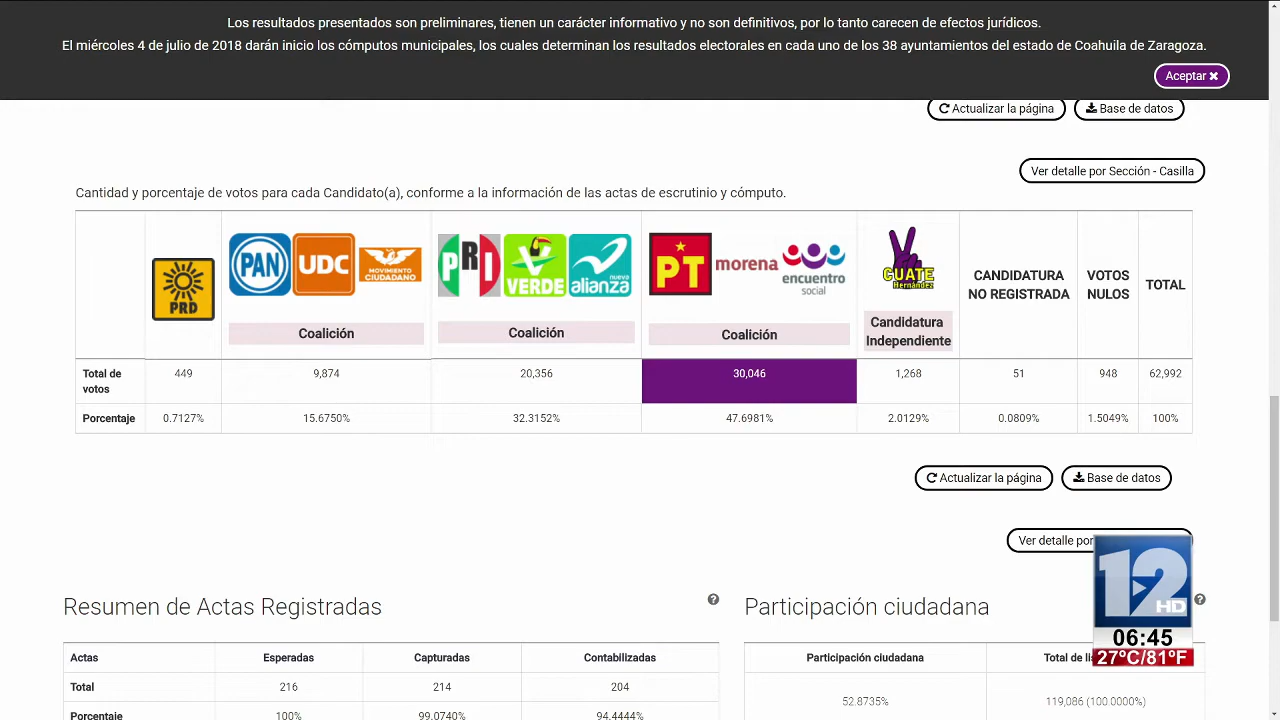 Los resultados presentados son preliminares, tienen un carácter informativo y no son definitivos, por lo tanto carecen de efectos jurídicos.
El miércoles 4 de julio de 2018 darán inicio los cómputos municipales, los cuales determinan los resultados electorales en cada uno de los 38 ayuntamientos del estado de Coahuila de Zaragoza.
Aceptar
Actualizar la página Base de datos
Ver detalle por Sección - Casilla
Cantidad y porcentaje de votos para cada Candidato(a), conforme a la información de las actas de escrutinio y cómputo.
PRD
PAN UDC MOVIMIENTO CIUDADANO
Coalición
PRI VERDE nueva alianza
Coalición
PT morena encuentro social
Coalición
CUATE Hernández
Candidatura Independiente
CANDIDATURA NO REGISTRADA
VOTOS NULOS
TOTAL
Total de votos 449 9,874 20,356 30,046 1,268 51 948 62,992
Porcentaje 0.7127% 15.6750% 32.3152% 47.6981% 2.0129% 0.0809% 1.5049% 100%
Actualizar la página Base de datos
Ver detalle por
Resumen de Actas Registradas
Actas Esperadas Capturadas Contabilizadas
Total 216 214 204
Porcentaje 100% 99.0740% 94.4444%
Participación ciudadana
Participación ciudadana Total de
52.8735% 119,086 (100.0000%)
12 HD
06:45
27°C/81°F